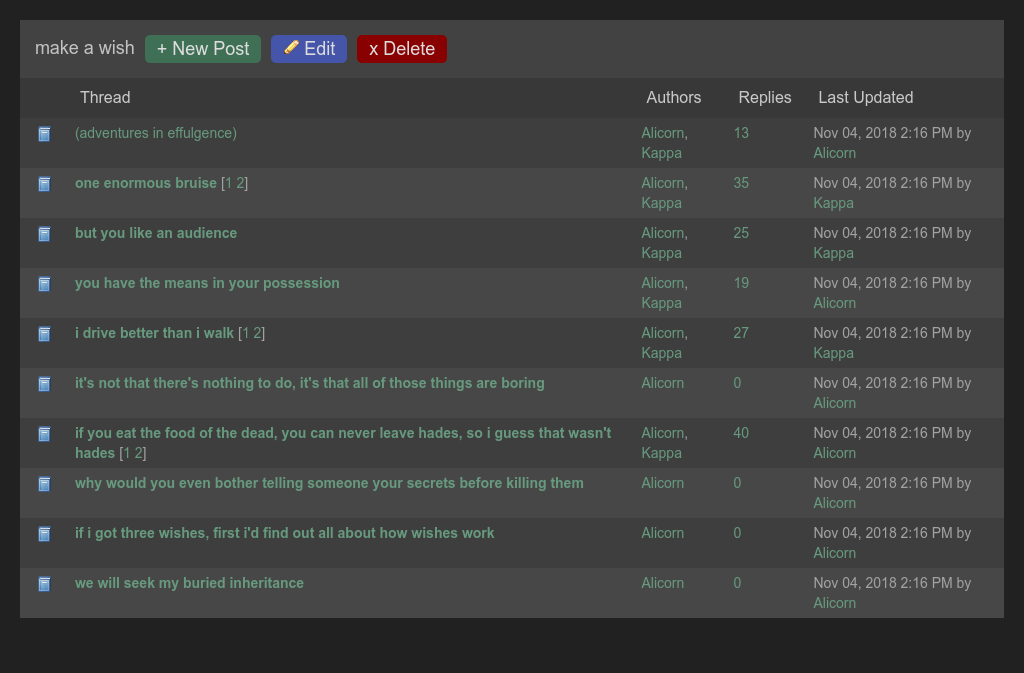 make a wish + New Post Edit x Delete
Thread Authors Replies Last Updated
(adventures in effulgence) Alicorn, 13 Nov 04, 2018 2:16 PM by
Kappa Alicorn
one enormous bruise [1 2] Alicorn, 35 Nov 04, 2018 2:16 PM by
Kappa Kappa
but you like an audience Alicorn, 25 Nov 04, 2018 2:16 PM by
Kappa Kappa
you have the means in your possession Alicorn, 19 Nov 04, 2018 2:16 PM by
Kappa Alicorn
i drive better than i walk [1 2] Alicorn, 27 Nov 04, 2018 2:16 PM by
Kappa Kappa
it's not that there's nothing to do, it's that all of those things are boring Alicorn 0 Nov 04, 2018 2:16 PM by
Alicorn
if you eat the food of the dead, you can never leave hades, so i guess that wasn't Alicorn, 40 Nov 04, 2018 2:16 PM by
hades [1 2] Kappa Alicorn
why would you even bother telling someone your secrets before killing them Alicorn 0 Nov 04, 2018 2:16 PM by
Alicorn
if i got three wishes, first i'd find out all about how wishes work Alicorn 0 Nov 04, 2018 2:16 PM by
Alicorn
we will seek my buried inheritance Alicorn 0 Nov 04, 2018 2:16 PM by
Alicorn